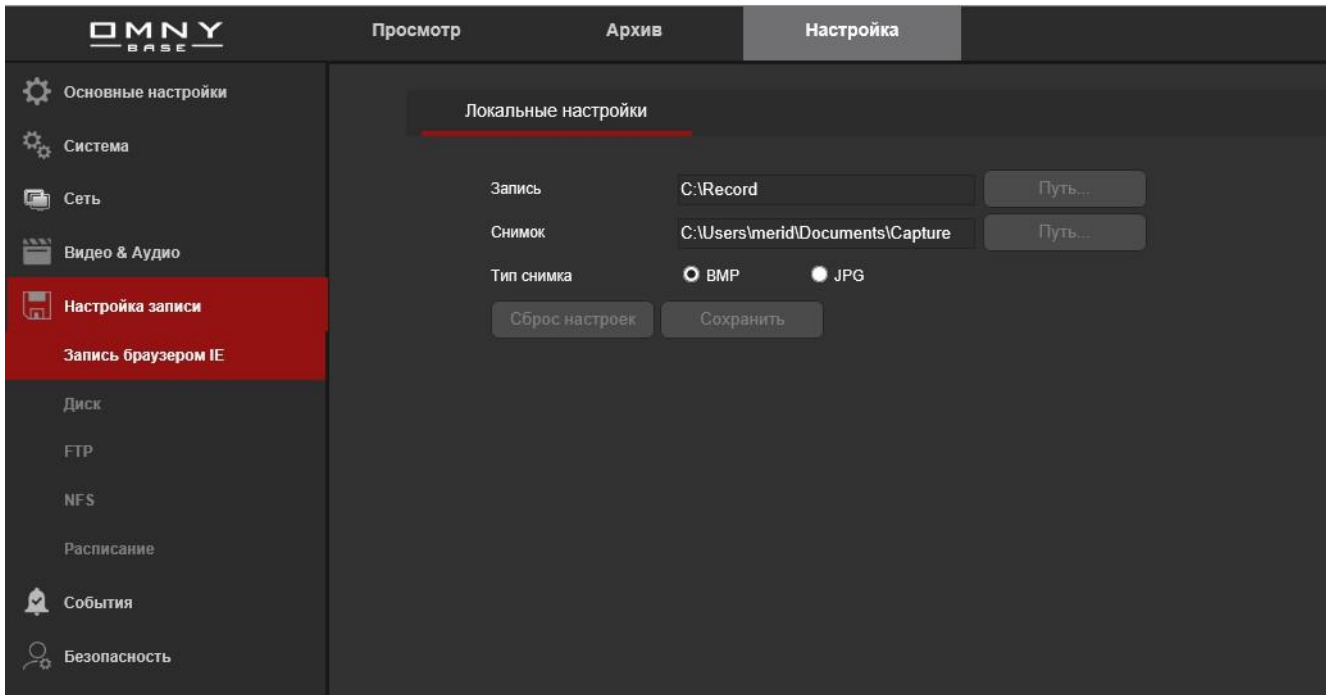 OMNY
BASE
Просмотр
Архив
Настройка
Основные настройки
Система
Сеть
Видео & Аудио
Настройка записи
Запись браузером IE
Диск
FTP
NFS
Расписание
События
Безопасность
Локальные настройки
Запись C:\Record Путь...
Снимок C:\Users\merid\Documents\Capture Путь...
Тип снимка BMP JPG
Сброс настроек Сохранить